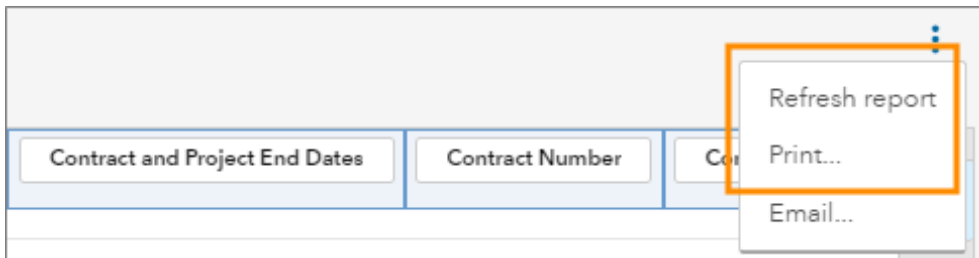 Refresh report
Contract and Project End Dates Contract Number
Print...
Email...